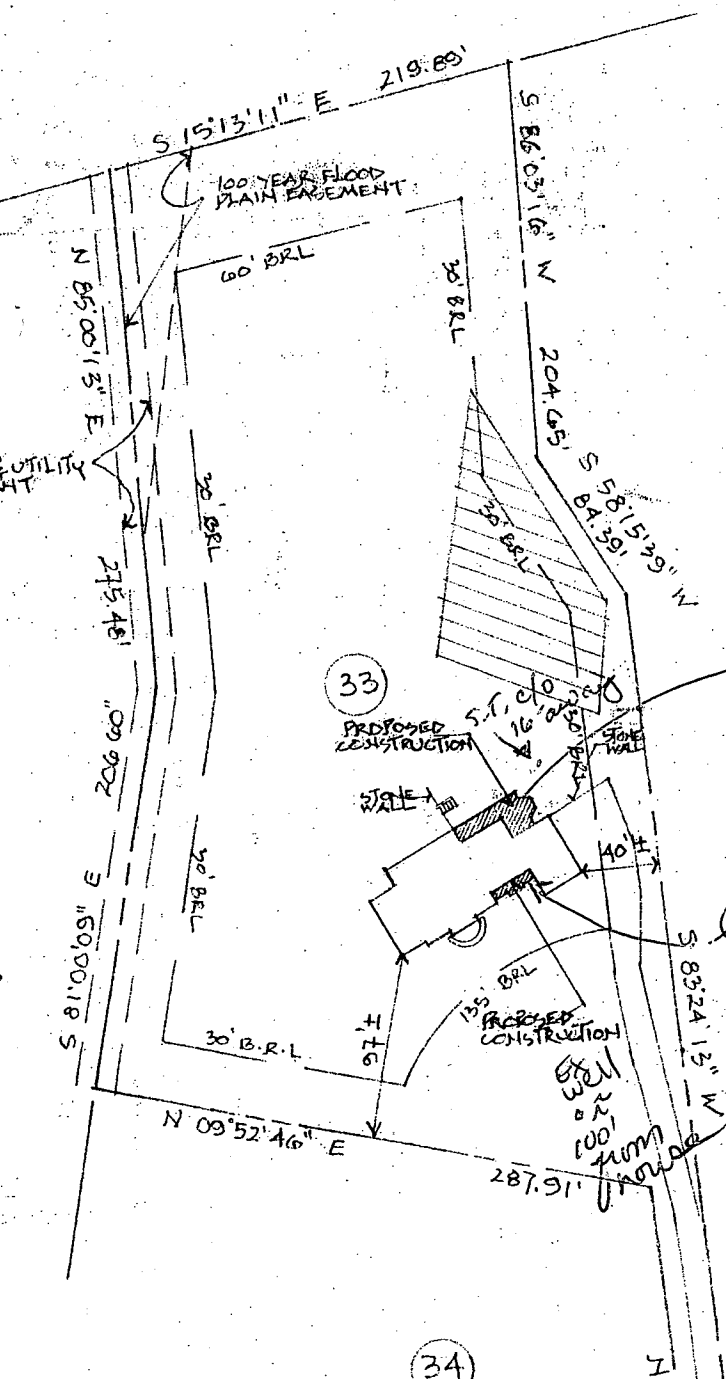 S 15°13'11" E 219.89'
100 YEAR FLOOD
PLAIN EASEMENT
S 86°03'16" W 204.65'
60' BRL
30' BRL
N 85°00'13" E 275.48'
UTILITY
S 58°15'39" W
84.39'
30' BRL
30' BRL
33
PROPOSED
CONSTRUCTION
S.T. c/o
16'
30' BRL
STONE
WALL
STONE
WALL
40'±
S 81°00'50" E 206.60'
30' BRL
97'±
135' BRL
S 83°24'13" W
PROPOSED
CONSTRUCTION
30' B.R.L
100'
from
N 09°52'46" E
287.91'
34